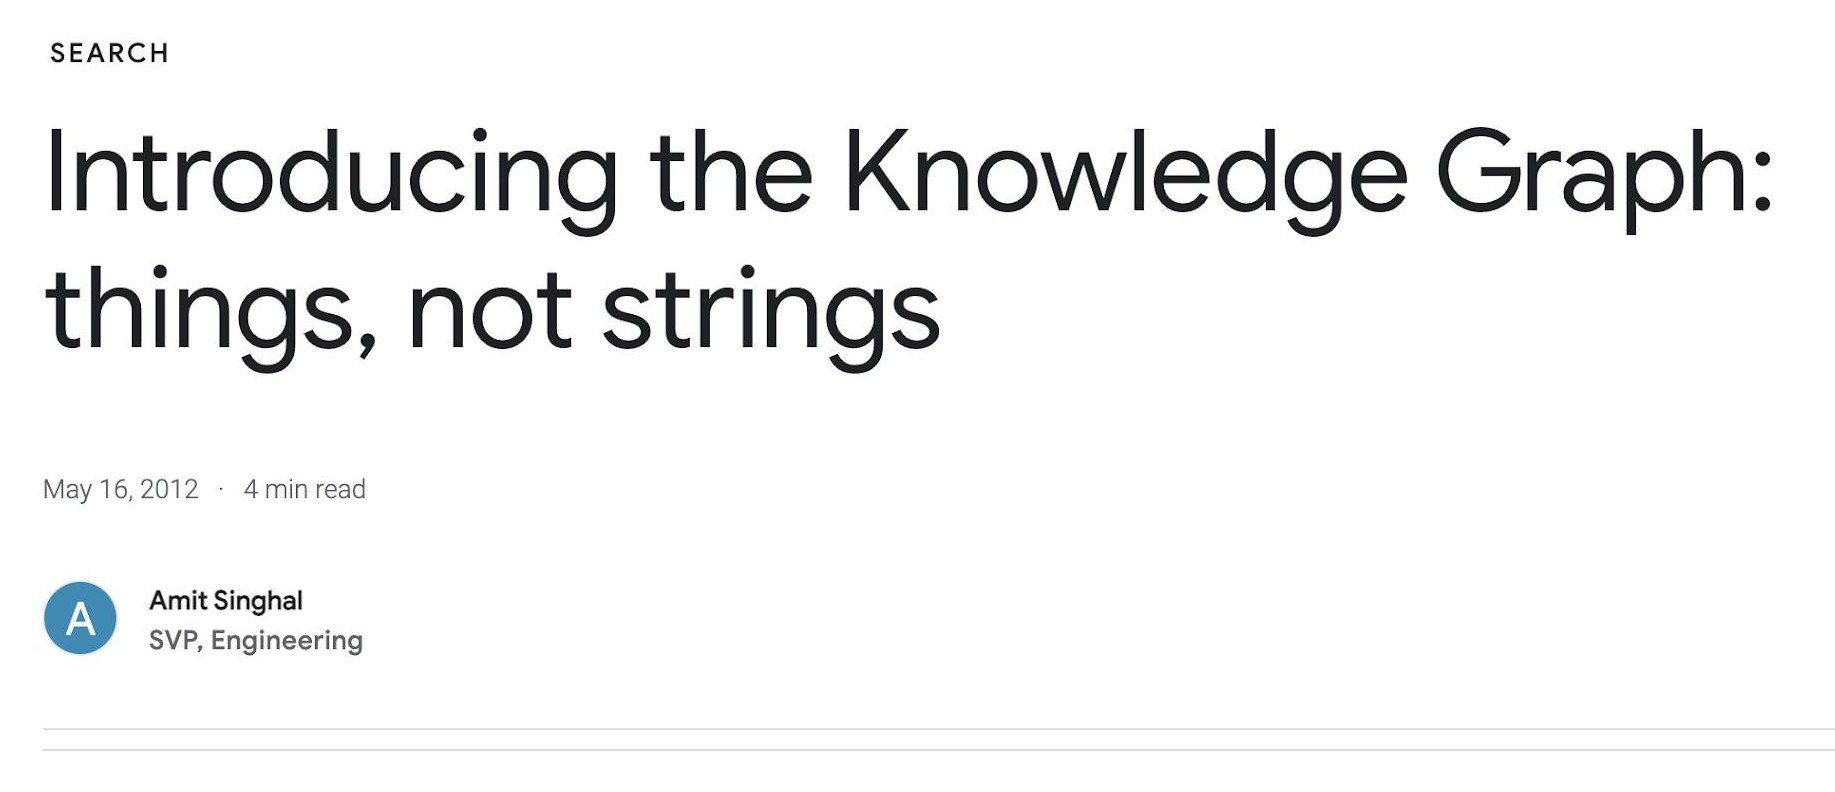 SEARCH
Introducing the Knowledge Graph:
things, not strings
May 16, 2012 · 4 min read
A
Amit Singhal
SVP, Engineering